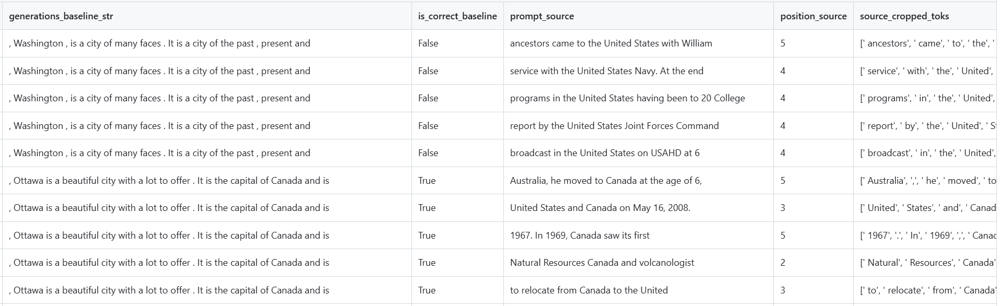 generations_baseline_str is_correct_baseline prompt_source position_source source_cropped_toks
, Washington , is a city of many faces . It is a city of the past , present and False ancestors came to the United States with William 5 [' ancestors', ' came', ' to', ' the', '
, Washington , is a city of many faces . It is a city of the past , present and False service with the United States Navy. At the end 4 [' service', ' with', ' the', ' United',
, Washington , is a city of many faces . It is a city of the past , present and False programs in the United States having been to 20 College 4 [' programs', ' in', ' the', ' United',
, Washington , is a city of many faces . It is a city of the past , present and False report by the United States Joint Forces Command 4 [' report', ' by', ' the', ' United', ' St
, Washington , is a city of many faces . It is a city of the past , present and False broadcast in the United States on USAHD at 6 4 [' broadcast', ' in', ' the', ' United',
, Ottawa is a beautiful city with a lot to offer . It is the capital of Canada and is True Australia, he moved to Canada at the age of 6, 5 [' Australia', ',', ' he', ' moved', ' to
, Ottawa is a beautiful city with a lot to offer . It is the capital of Canada and is True United States and Canada on May 16, 2008. 3 [' United', ' States', ' and', ' Canad
, Ottawa is a beautiful city with a lot to offer . It is the capital of Canada and is True 1967. In 1969, Canada saw its first 5 [' 1967', '.', ' In', ' 1969', ',', ' Canac
, Ottawa is a beautiful city with a lot to offer . It is the capital of Canada and is True Natural Resources Canada and volcanologist 2 [' Natural', ' Resources', ' Canada'
, Ottawa is a beautiful city with a lot to offer . It is the capital of Canada and is True to relocate from Canada to the United 3 [' to', ' relocate', ' from', ' Canada'